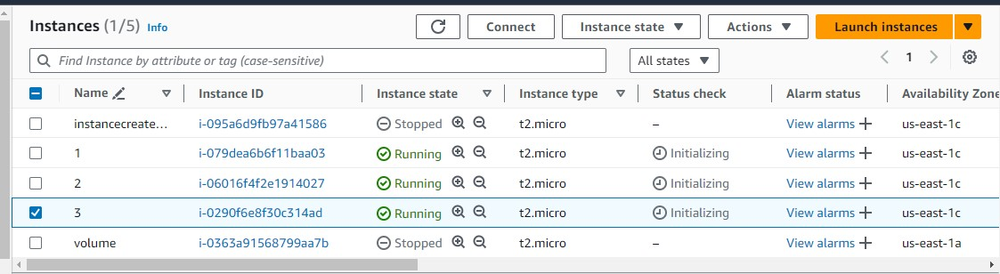 Instances (1/5) Info Connect Instance state Actions Launch instances
Find Instance by attribute or tag (case-sensitive) All states 1
Name Instance ID Instance state Instance type Status check Alarm status Availability Zone
instancecreate... i-095a6d9fb97a41586 Stopped t2.micro – View alarms + us-east-1c
1 i-079dea6b6f11baa03 Running t2.micro Initializing View alarms + us-east-1c
2 i-06016f4f2e1914027 Running t2.micro Initializing View alarms + us-east-1c
3 i-0290f6e8f30c314ad Running t2.micro Initializing View alarms + us-east-1c
volume i-0363a91568799aa7b Stopped t2.micro – View alarms + us-east-1a